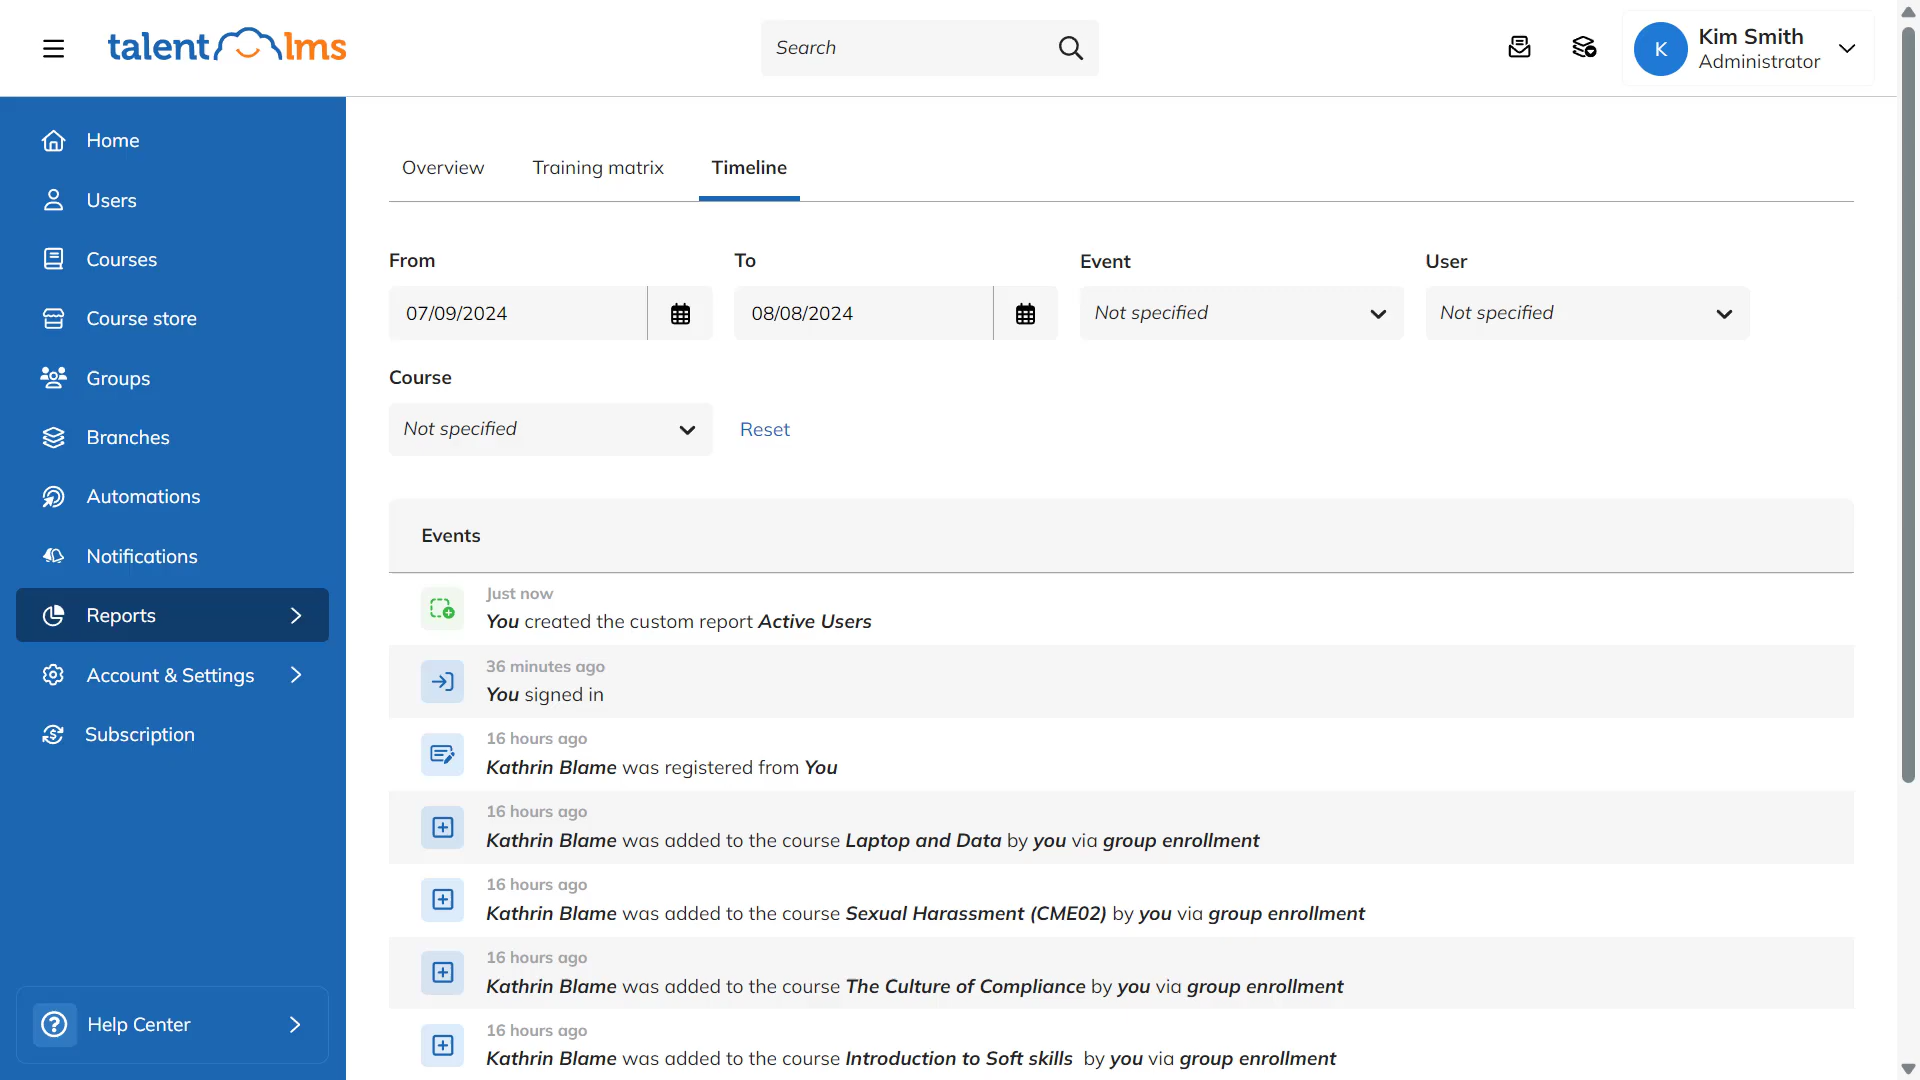 talentlms
Search
K
Kim Smith
Administrator
Home
Users
Courses
Course store
Groups
Branches
Automations
Notifications
Reports
Account & Settings
Subscription
Help Center
Overview
Training matrix
Timeline
From
To
Event
User
07/09/2024
08/08/2024
Not specified
Not specified
Course
Not specified
Reset
Events
Just now
You created the custom report Active Users
36 minutes ago
You signed in
16 hours ago
Kathrin Blame was registered from You
16 hours ago
Kathrin Blame was added to the course Laptop and Data by you via group enrollment
16 hours ago
Kathrin Blame was added to the course Sexual Harassment (CME02) by you via group enrollment
16 hours ago
Kathrin Blame was added to the course The Culture of Compliance by you via group enrollment
16 hours ago
Kathrin Blame was added to the course Introduction to Soft skills by you via group enrollment